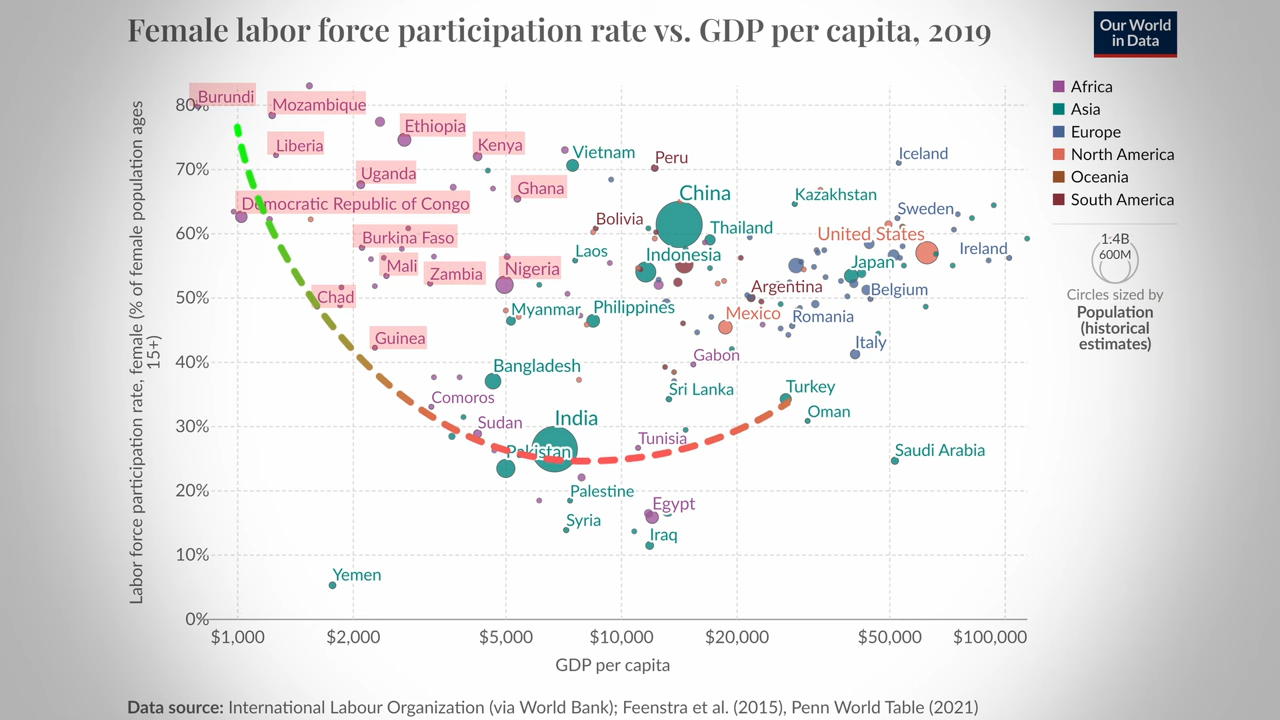 Female labor force participation rate vs. GDP per capita, 2019
Our World
in Data
Labor force participation rate, female (% of female population ages
15+)
80%
70%
60%
50%
40%
30%
20%
10%
0%
Burundi
Mozambique
Ethiopia
Liberia
Kenya
Vietnam
Peru
Iceland
Uganda
Ghana
China
Kazakhstan
Democratic Republic of Congo
Sweden
Bolivia
Thailand
United States
Burkina Faso
Laos
Indonesia
Ireland
Mali
Zambia
Nigeria
Japan
Chad
Argentina
Belgium
Myanmar
Philippines
Mexico
Romania
Guinea
Gabon
Italy
Bangladesh
Comoros
Sri Lanka
Turkey
Sudan
India
Oman
Pakistan
Tunisia
Saudi Arabia
Palestine
Egypt
Syria
Iraq
Yemen
$1,000
$2,000
$5,000
$10,000
$20,000
$50,000
$100,000
GDP per capita
Africa
Asia
Europe
North America
Oceania
South America
1:4B
600M
Circles sized by
Population
(historical
estimates)
Data source: International Labour Organization (via World Bank); Feenstra et al. (2015), Penn World Table (2021)